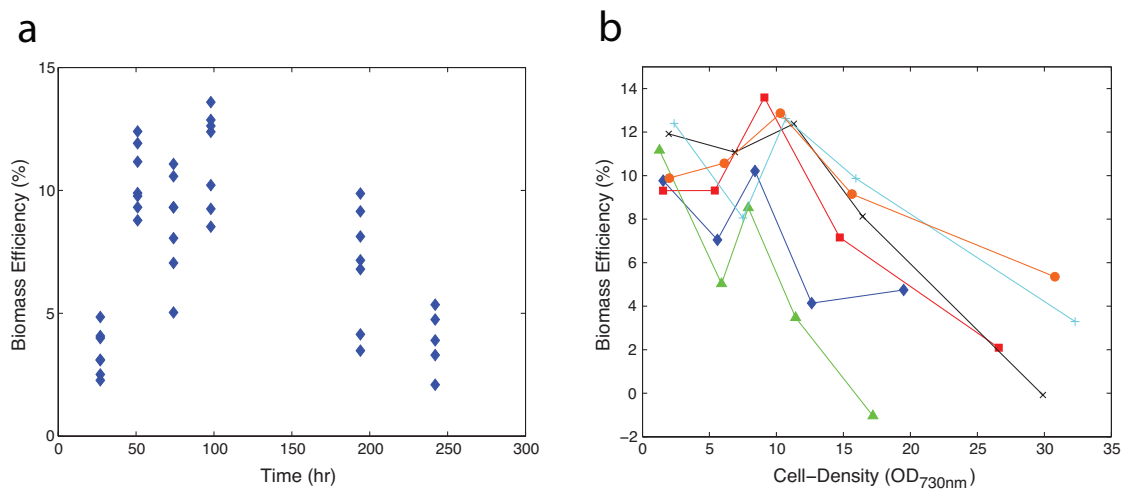 a
15
10
5
0
Biomass Efficiency (%)
0 50 100 150 200 250 300
Time (hr)
b
14
12
10
8
6
4
2
0
−2
Biomass Efficiency (%)
0 5 10 15 20 25 30 35
Cell−Density (OD730nm)